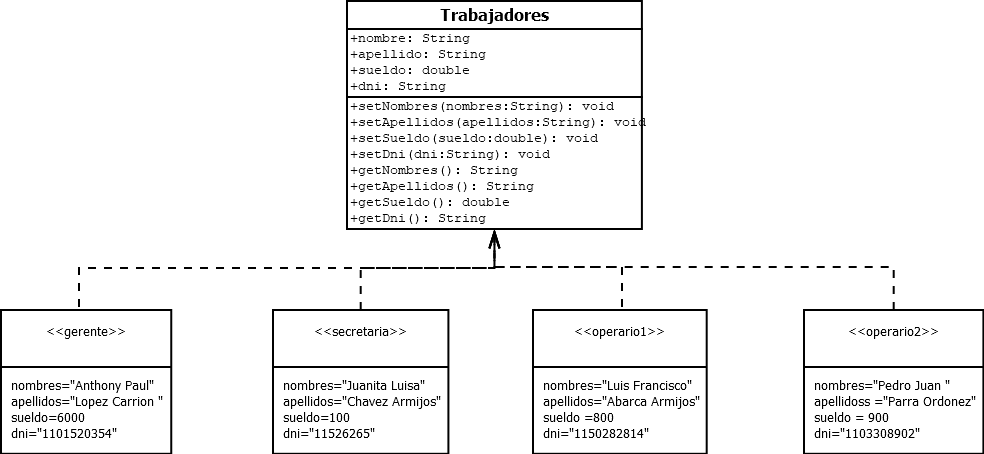 Trabajadores
+nombre: String
+apellido: String
+sueldo: double
+dni: String
+setNombres(nombres:String): void
+setApellidos(apellidos:String): void
+setSueldo(sueldo:double): void
+setDni(dni:String): void
+getNombres(): String
+getApellidos(): String
+getSueldo(): double
+getDni(): String
<<gerente>>
nombres="Anthony Paul"
apellidos="Lopez Carrion "
sueldo=6000
dni="1101520354"
<<secretaria>>
nombres="Juanita Luisa"
apellidos="Chavez Armijos"
sueldo=100
dni="11526265"
<<operario1>>
nombres="Luis Francisco"
apellidos="Abarca Armijos"
sueldo =800
dni="1150282814"
<<operario2>>
nombres="Pedro Juan "
apellidoss ="Parra Ordonez"
sueldo = 900
dni="1103308902"